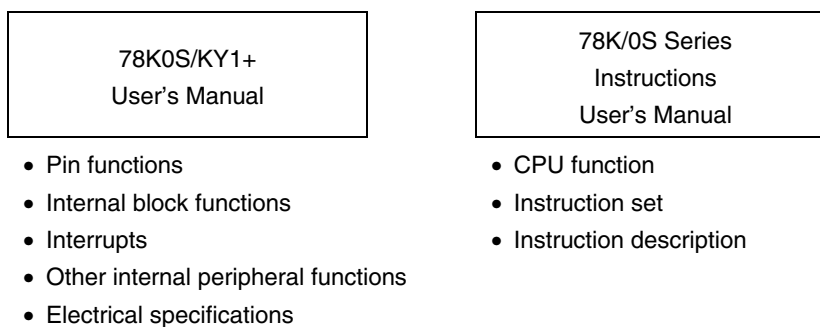 78K0S/KY1+
User's Manual
• Pin functions
• Internal block functions
• Interrupts
• Other internal peripheral functions
• Electrical specifications
78K/0S Series
Instructions
User's Manual
• CPU function
• Instruction set
• Instruction description